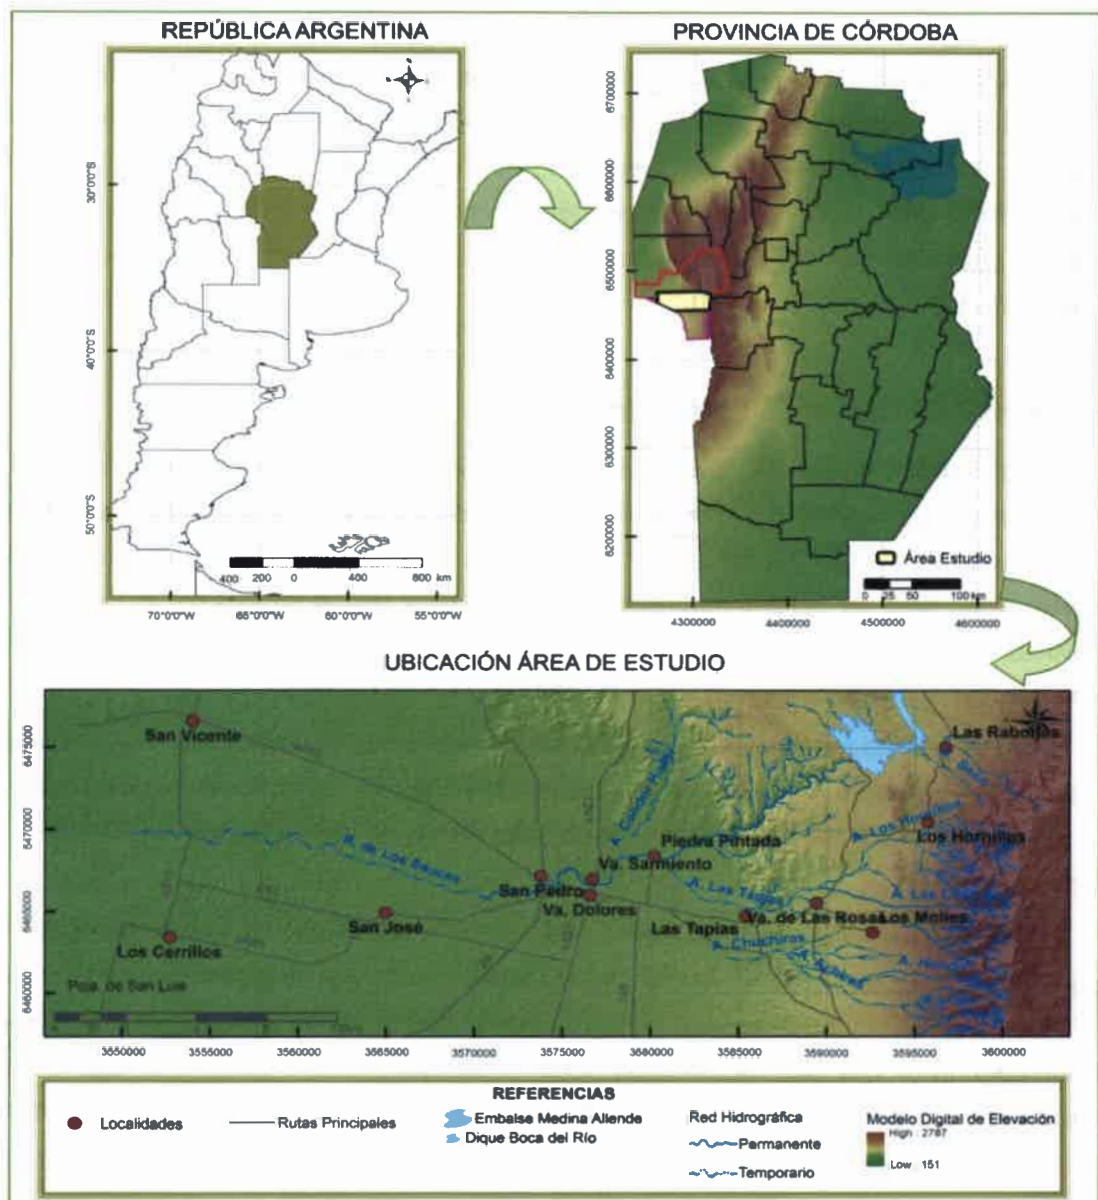 REPÚBLICA ARGENTINA
PROVINCIA DE CÓRDOBA
30°0'0"S
40°0'0"S
50°0'0"S
400 200 0 400 800 km
70°0'0"W 65°0'0"W 60°0'0"W 55°0'0"W
6700000
6600000
6500000
6400000
6300000
6200000
Área Estudio
0 25 50 100 km
4300000 4400000 4500000 4600000
UBICACIÓN ÁREA DE ESTUDIO
6475000
6470000
6465000
6460000
San Vicente
Las Rabonas
A. Los Hornillos
Los Hornillos
Piedra Pintada
R. de Los Sauces
Va. Sarmiento
San Pedro
Va. Dolores
A. Las Tapias
San José
Las Tapias
Va. de Las Rosas
Los Molles
Los Cerrillos
A. Chuchiras
Pcia. de San Luis
3550000 3555000 3560000 3565000 3570000 3575000 3580000 3585000 3590000 3595000 3600000
REFERENCIAS
Localidades
Rutas Principales
Embalse Medina Allende
Dique Boca del Río
Red Hidrográfica
Permanente
Temporario
Modelo Digital de Elevación
High : 2787
Low : 151